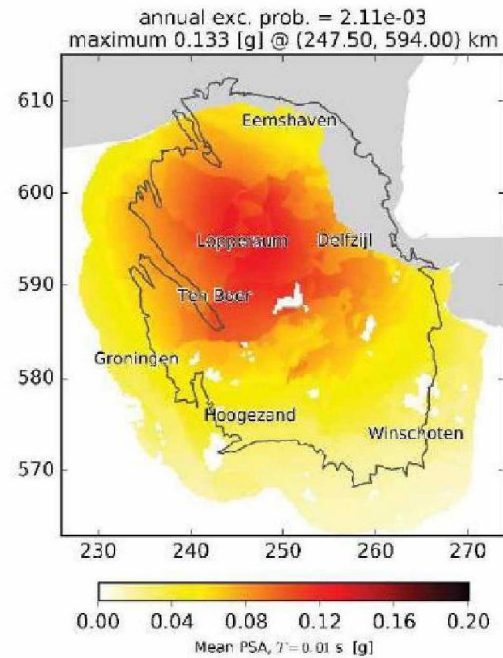 annual exc. prob. = 2.11e-03
maximum 0.133 [g] @ (247.50, 594.00) km
610
Eemshaven
600
Loppersum Delfzijl
590
Ten Boer
Groningen
580
Hoogezand
Winschoten
570
230 240 250 260 270
0.00 0.04 0.08 0.12 0.16 0.20
Mean PSA, T=0.01 s [g]